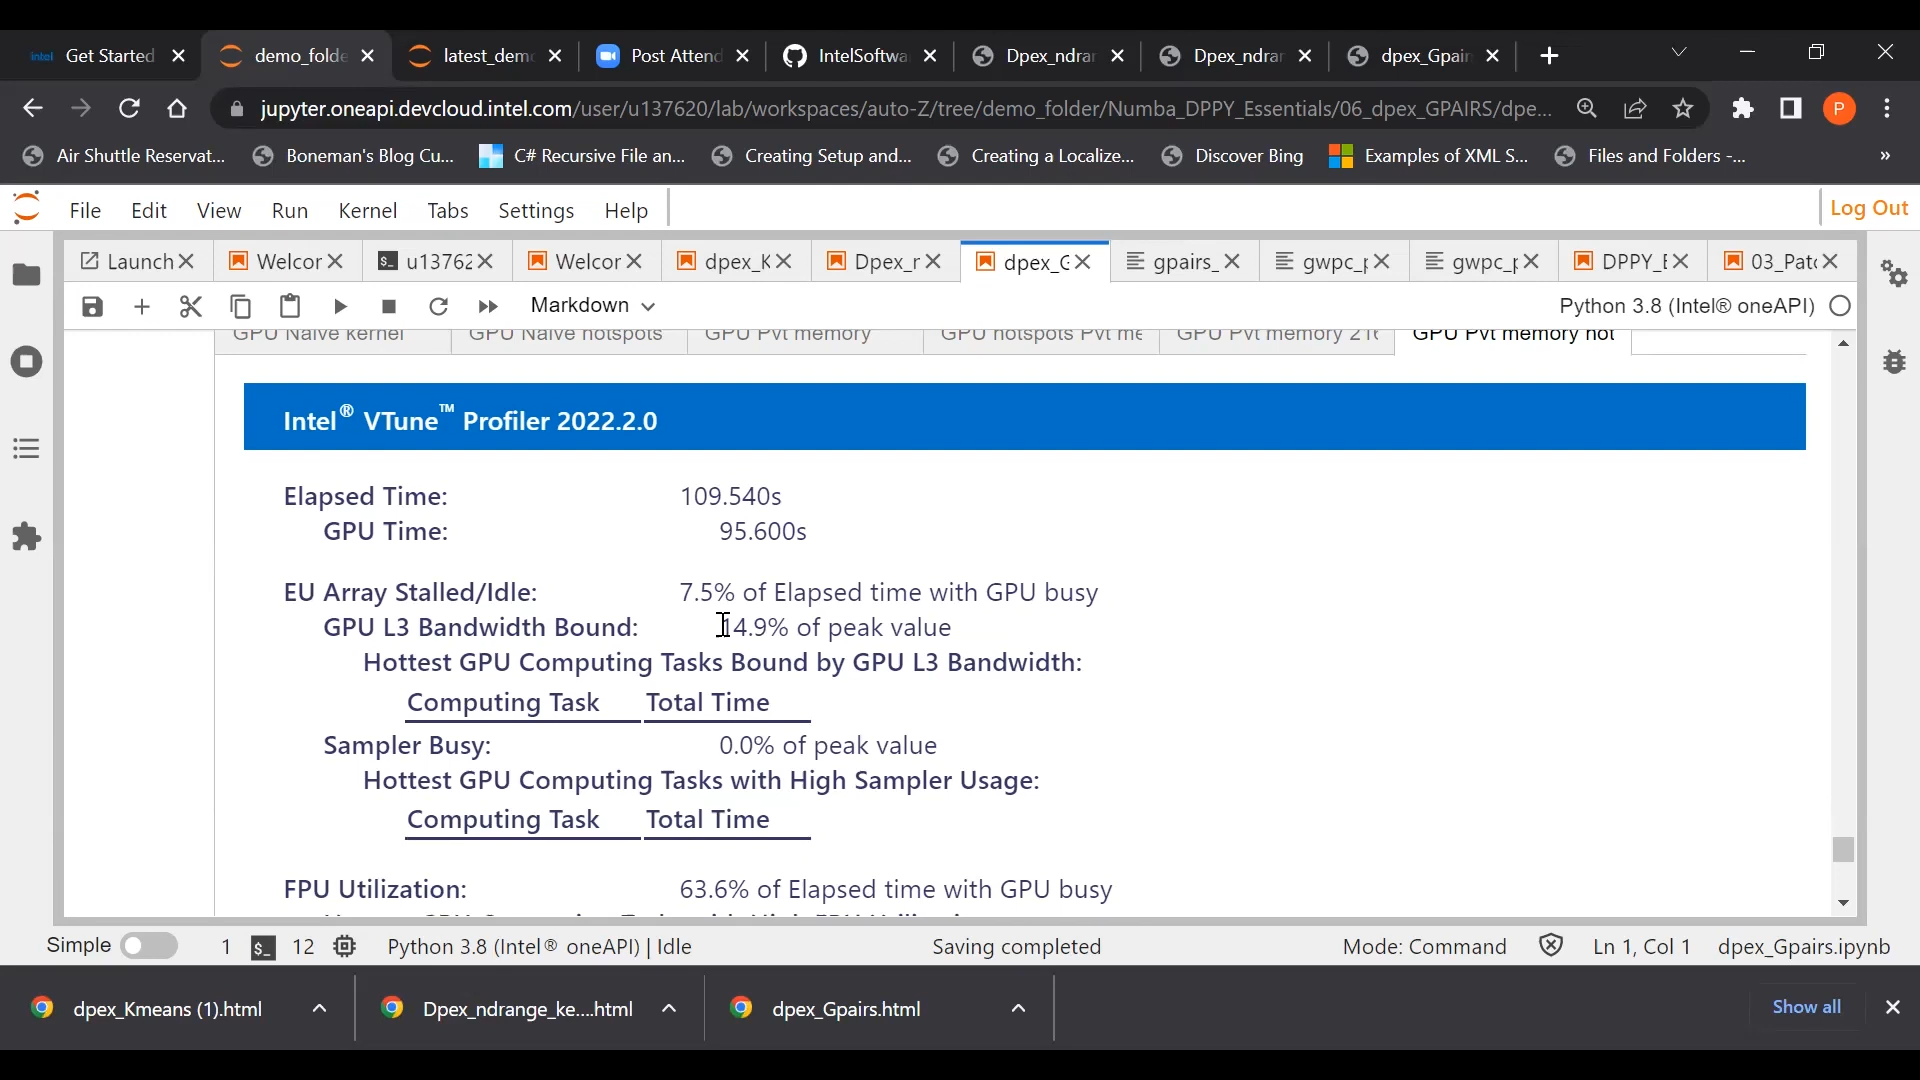 intel Get Started demo_folde latest_demo Post Attend IntelSoftwa Dpex_ndran Dpex_ndran dpex_Gpair
jupyter.oneapi.devcloud.intel.com/user/u137620/lab/workspaces/auto-Z/tree/demo_folder/Numba_DPPY_Essentials/06_dpex_GPAIRS/dpe...
P
Air Shuttle Reservat... Boneman's Blog Cu... C# Recursive File an... Creating Setup and... Creating a Localize... Discover Bing Examples of XML S... Files and Folders -... »
File Edit View Run Kernel Tabs Settings Help Log Out
Launch Welcor u13762 Welcor dpex_K Dpex_r dpex_G gpairs_ gwpc_p gwpc_p DPPY_E 03_Pato
Markdown Python 3.8 (Intel® oneAPI)
GPU Naive kernel GPU Naive hotspots GPU Pvt memory GPU hotspots Pvt me GPU Pvt memory 216 GPU Pvt memory hot
Intel® VTune™ Profiler 2022.2.0
Elapsed Time: 109.540s
GPU Time: 95.600s
EU Array Stalled/Idle: 7.5% of Elapsed time with GPU busy
GPU L3 Bandwidth Bound: 14.9% of peak value
Hottest GPU Computing Tasks Bound by GPU L3 Bandwidth:
Computing Task Total Time
Sampler Busy: 0.0% of peak value
Hottest GPU Computing Tasks with High Sampler Usage:
Computing Task Total Time
FPU Utilization: 63.6% of Elapsed time with GPU busy
Simple 1 $_ 12 Python 3.8 (Intel® oneAPI) | Idle Saving completed Mode: Command Ln 1, Col 1 dpex_Gpairs.ipynb
dpex_Kmeans (1).html Dpex_ndrange_ke....html dpex_Gpairs.html Show all